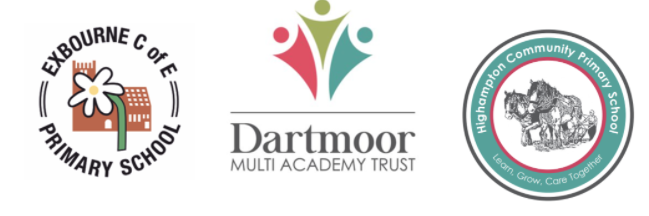 EXBOURNE C of E
PRIMARY SCHOOL
Dartmoor
MULTI ACADEMY TRUST
Highampton Community Primary School
Learn, Grow, Care Together